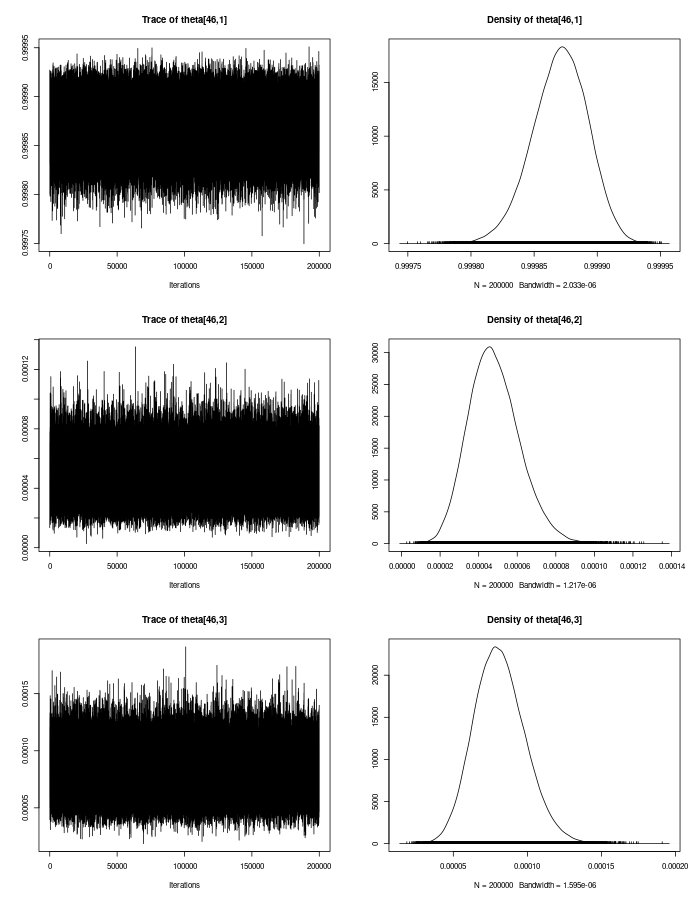 Trace of theta[46,1]
0.99975 0.99980 0.99985 0.99990 0.99995
0 50000 100000 150000 200000
Iterations
Density of theta[46,1]
0 5000 10000 15000
0.99975 0.99980 0.99985 0.99990 0.99995
N = 200000 Bandwidth = 2.033e-06
Trace of theta[46,2]
0.00000 0.00004 0.00008 0.00012
0 50000 100000 150000 200000
Iterations
Density of theta[46,2]
0 5000 10000 15000 20000 25000 30000
0.00000 0.00002 0.00004 0.00006 0.00008 0.00010 0.00012 0.00014
N = 200000 Bandwidth = 1.217e-06
Trace of theta[46,3]
0.00005 0.00010 0.00015
0 50000 100000 150000 200000
Iterations
Density of theta[46,3]
0 5000 10000 15000 20000
0.00005 0.00010 0.00015 0.00020
N = 200000 Bandwidth = 1.595e-06